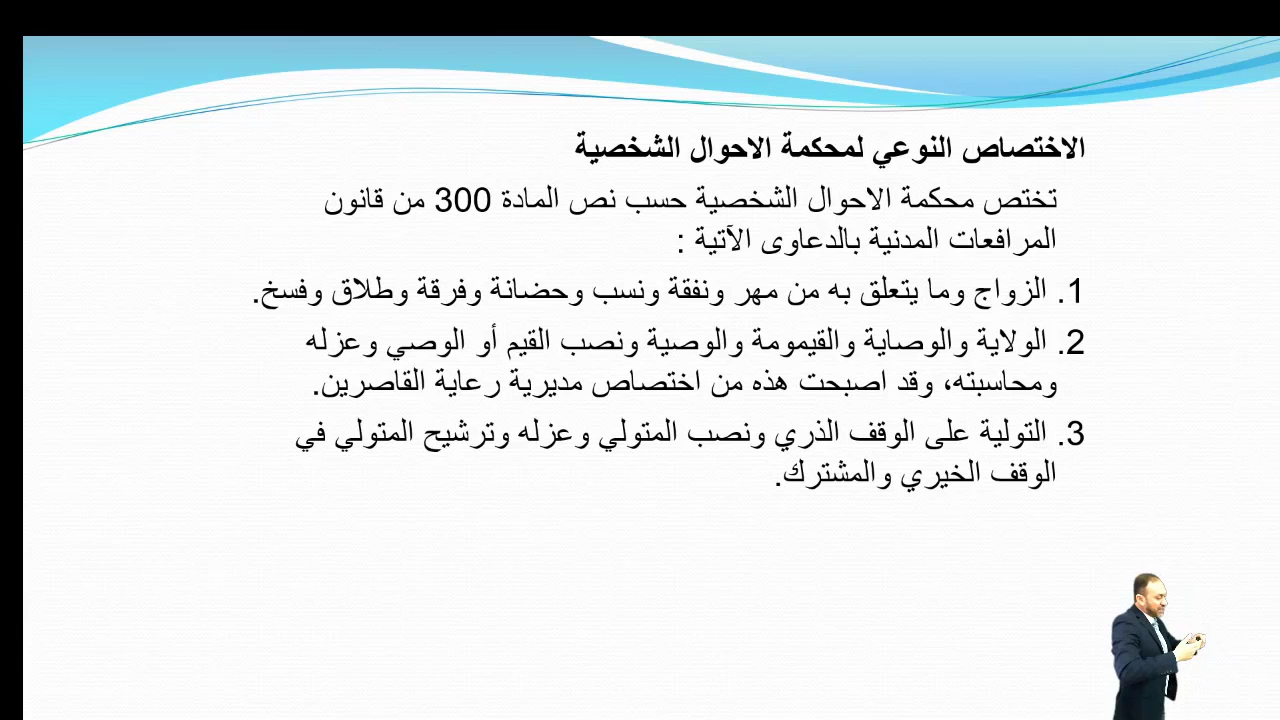 الاختصاص النوعي لمحكمة الاحوال الشخصية
تختص محكمة الاحوال الشخصية حسب نص المادة 300 من قانون
المرافعات المدنية بالدعاوى الآتية :
1. الزواج وما يتعلق به من مهر ونفقة ونسب وحضانة وفرقة وطلاق وفسخ.
2. الولاية والوصاية والقيمومة والوصية ونصب القيم أو الوصي وعزله
ومحاسبته، وقد اصبحت هذه من اختصاص مديرية رعاية القاصرين.
3. التولية على الوقف الذري ونصب المتولي وعزله وترشيح المتولي في
الوقف الخيري والمشترك.